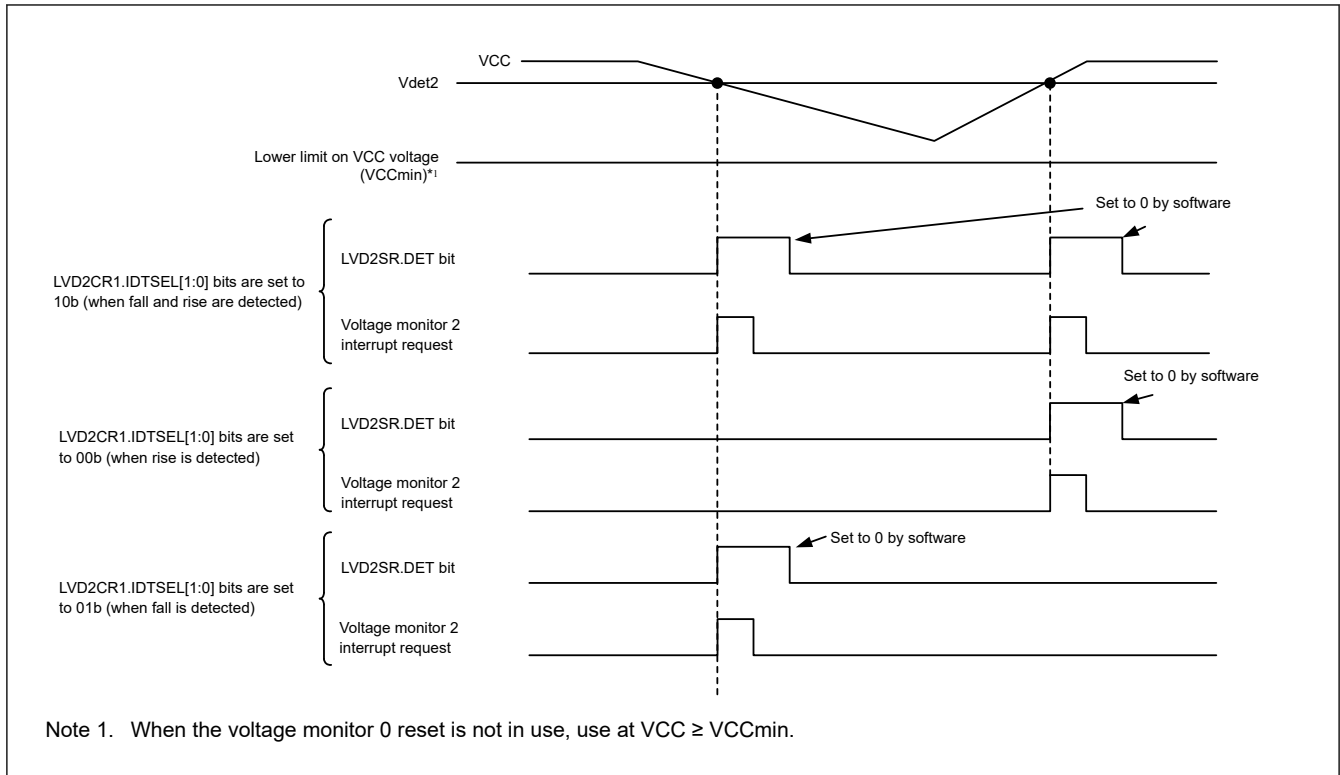 VCC
Vdet2
Lower limit on VCC voltage
(VCCmin)*1
Set to 0 by software
LVD2CR1.IDTSEL[1:0] bits are set to
10b (when fall and rise are detected)
LVD2SR.DET bit
Voltage monitor 2
interrupt request
Set to 0 by software
LVD2CR1.IDTSEL[1:0] bits are set
to 00b (when rise is detected)
LVD2SR.DET bit
Voltage monitor 2
interrupt request
Set to 0 by software
LVD2CR1.IDTSEL[1:0] bits are set
to 01b (when fall is detected)
LVD2SR.DET bit
Voltage monitor 2
interrupt request
Note 1. When the voltage monitor 0 reset is not in use, use at VCC ≥ VCCmin.